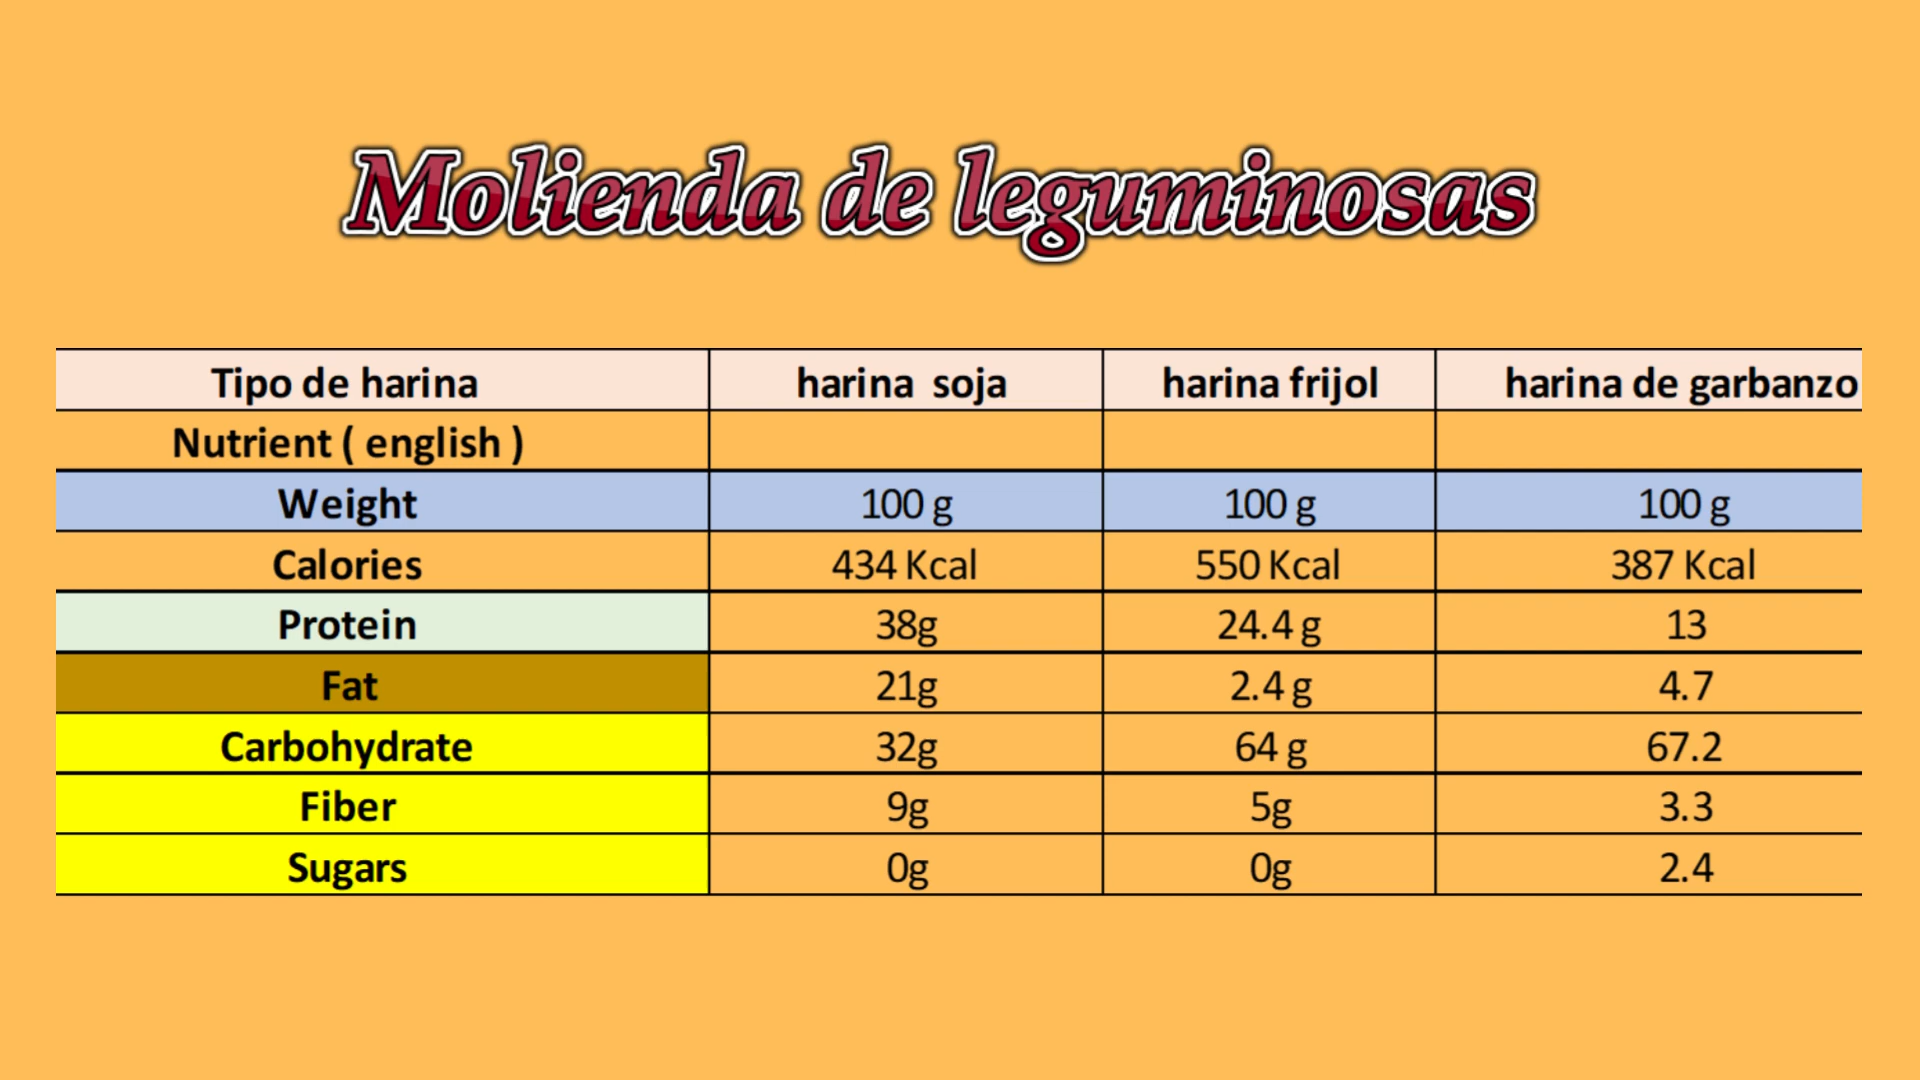 Molienda de leguminosas
Tipo de harina harina soja harina frijol harina de garbanzo
Nutrient ( english )
Weight 100 g 100 g 100 g
Calories 434 Kcal 550 Kcal 387 Kcal
Protein 38g 24.4 g 13
Fat 21g 2.4 g 4.7
Carbohydrate 32g 64 g 67.2
Fiber 9g 5g 3.3
Sugars 0g 0g 2.4